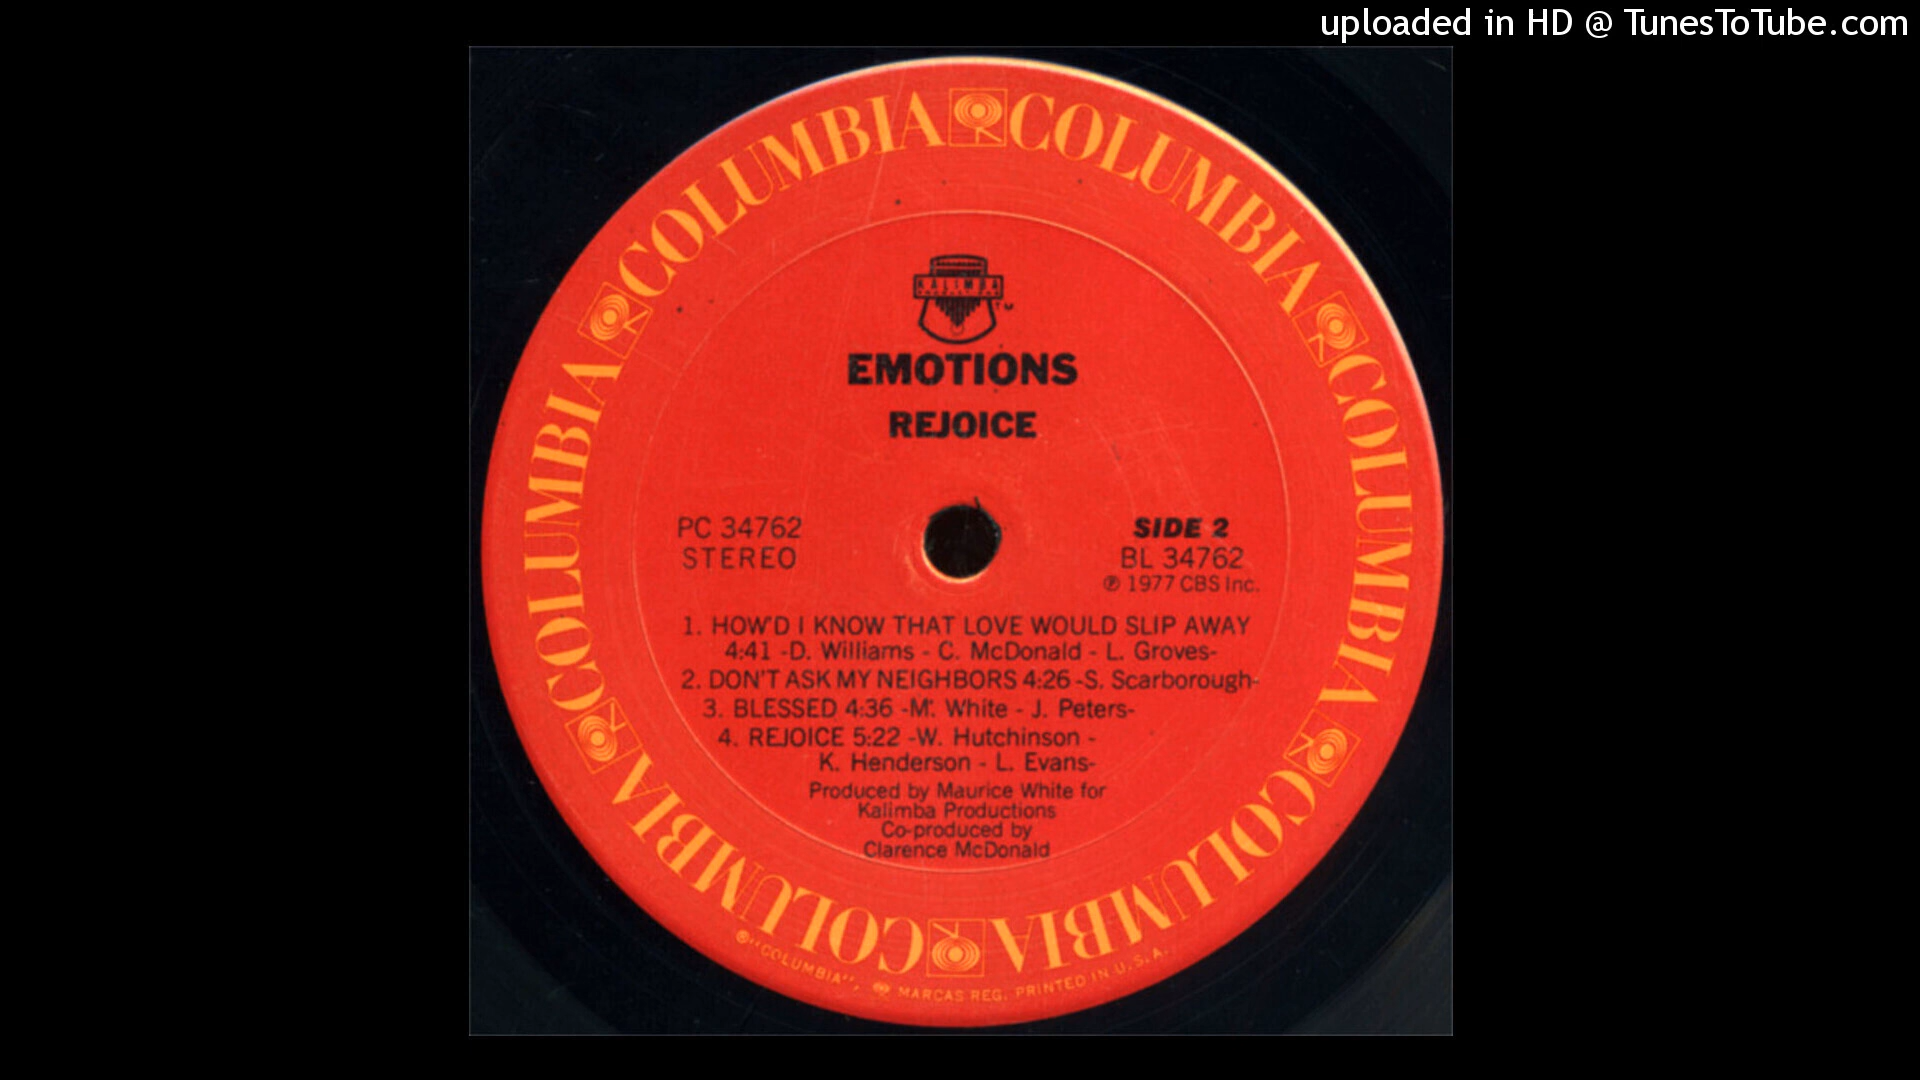 uploaded in HD @ TunesToTube.com
COLUMBIA COLUMBIA COLUMBIA COLUMBIA COLUMBIA COLUMBIA
KALIMBA
TM
EMOTIONS
REJOICE
PC 34762
STEREO
SIDE 2
BL 34762
℗ 1977 CBS Inc.
1. HOW'D I KNOW THAT LOVE WOULD SLIP AWAY
4:41 -D. Williams - C. McDonald - L. Groves-
2. DON'T ASK MY NEIGHBORS 4:26 -S. Scarborough-
3. BLESSED 4:36 -M. White - J. Peters-
4. REJOICE 5:22 -W. Hutchinson -
K. Henderson - L. Evans-
Produced by Maurice White for
Kalimba Productions
Co-produced by
Clarence McDonald
®"COLUMBIA", MARCAS REG. PRINTED IN U.S.A.